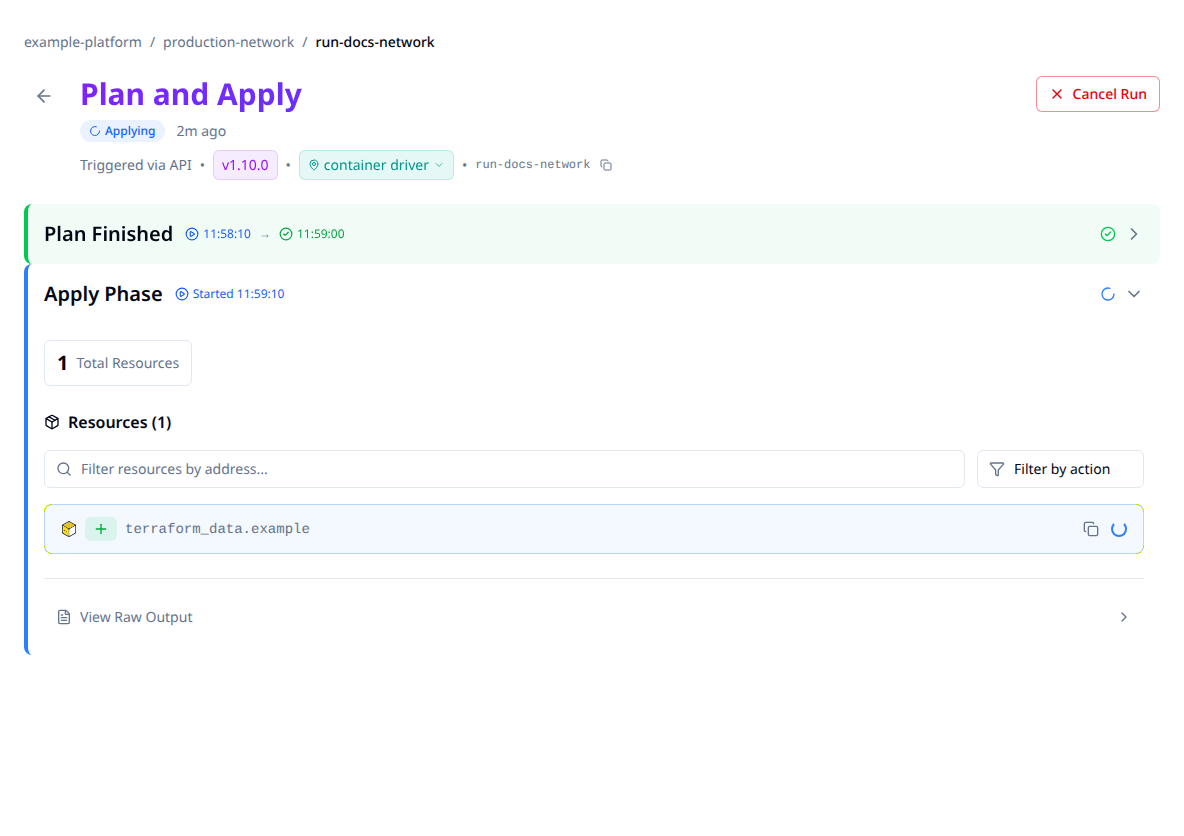 example-platform / production-network / run-docs-network
Plan and Apply
Cancel Run
Applying 2m ago
Triggered via API • v1.10.0 • container driver • run-docs-network
Plan Finished 11:58:10 → 11:59:00
Apply Phase Started 11:59:10
1 Total Resources
Resources (1)
Filter resources by address...
Filter by action
+ terraform_data.example
View Raw Output